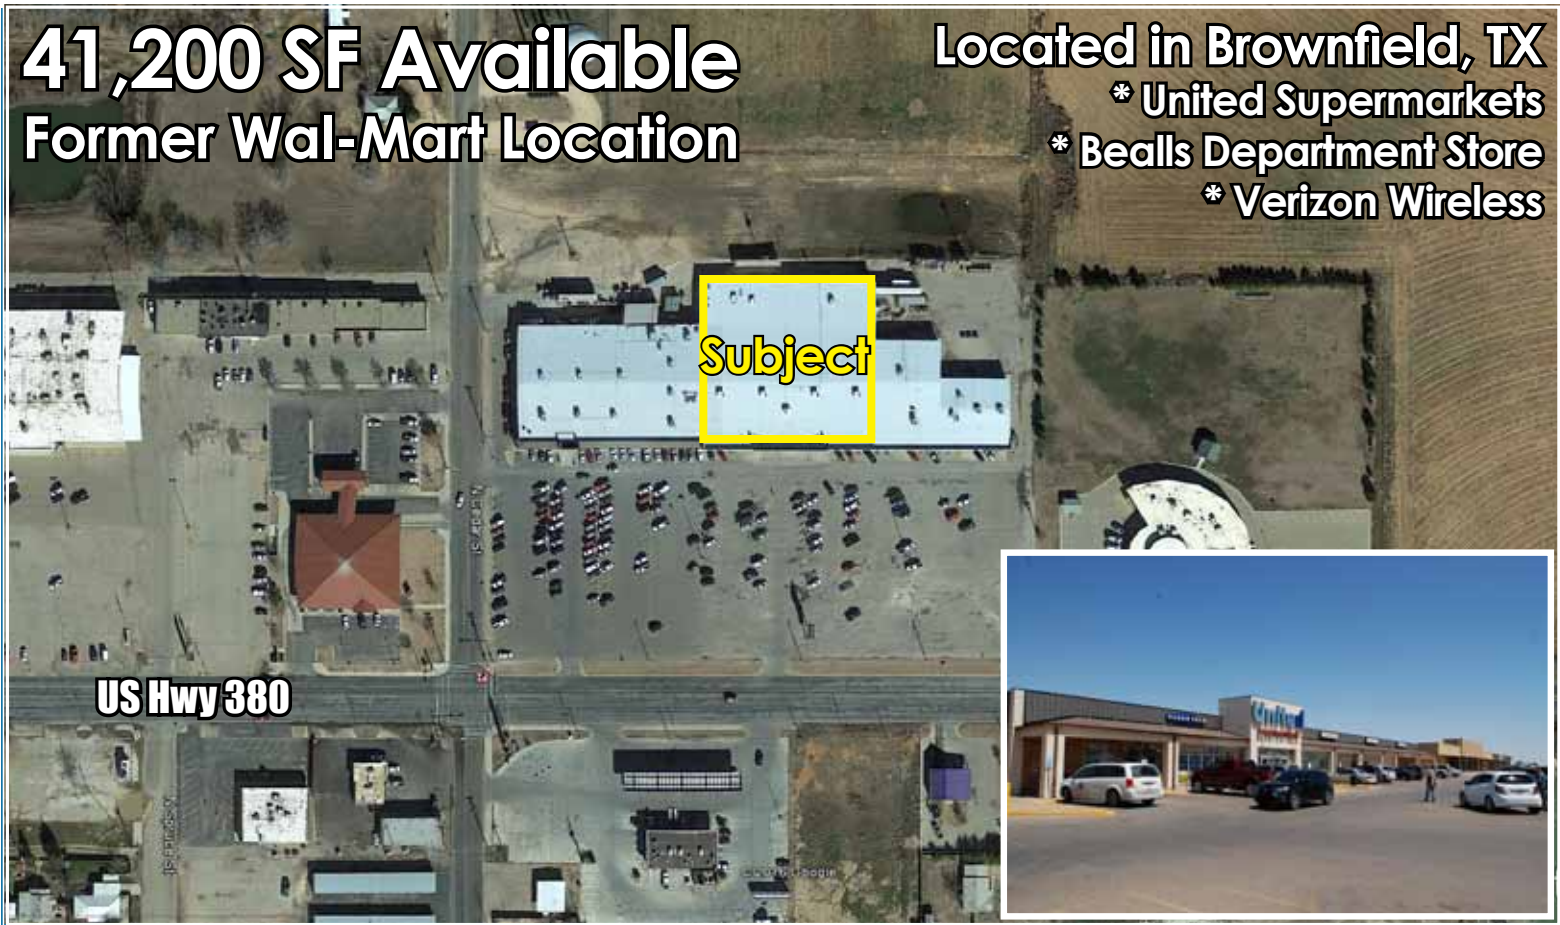 41,200 SF Available
Former Wal-Mart Location
Located in Brownfield, TX
* United Supermarkets
* Bealls Department Store
* Verizon Wireless
Subject
US Hwy 380
United